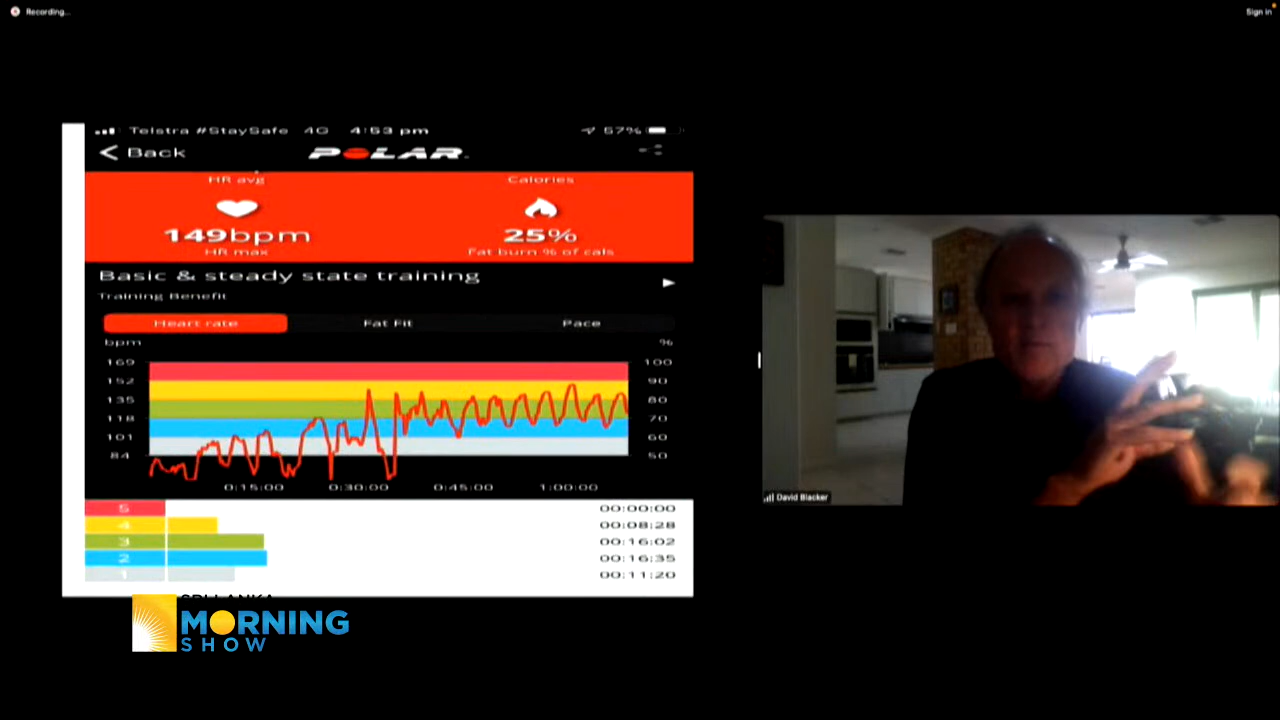 Recording...
Sign in
Telstra #StaySafe 4G 4:53 pm 57%
Back
POLAR
HR avg
Calories
149bpm
25%
HR max
Fat burn % of cals
Basic & steady state training
Training Benefit
Heart rate Fat Fit Pace
bpm %
169 100
152 90
135 80
118 70
101 60
84 50
0:15:00 0:30:00 0:45:00 1:00:00
5 00:00:00
4 00:08:28
3 00:16:02
2 00:16:35
1 00:11:20
David Blacker
SRI LANKA
MORNING
SHOW